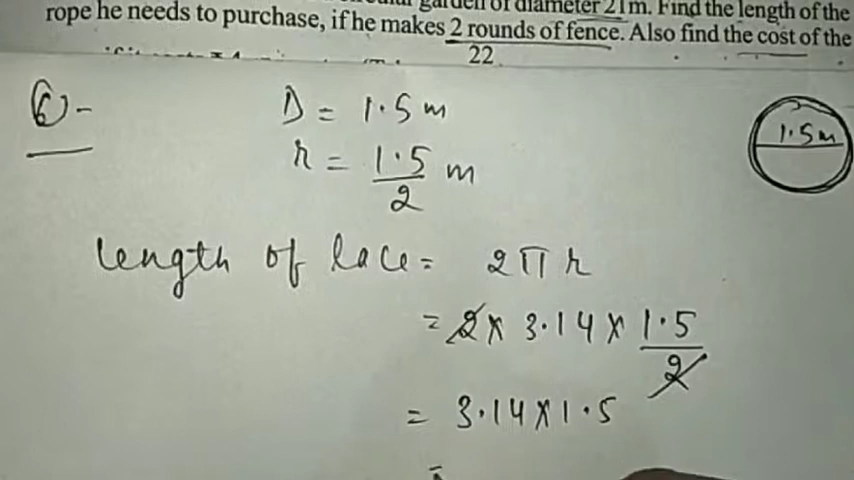 garden of diameter 21m. Find the length of the
rope he needs to purchase, if he makes 2 rounds of fence. Also find the cost of the
22
6)-
D = 1.5 m
1.5m
r = 1.5/2 m
length of lace = 2πr
= 2 x 3.14 x 1.5/2
= 3.14 x 1.5